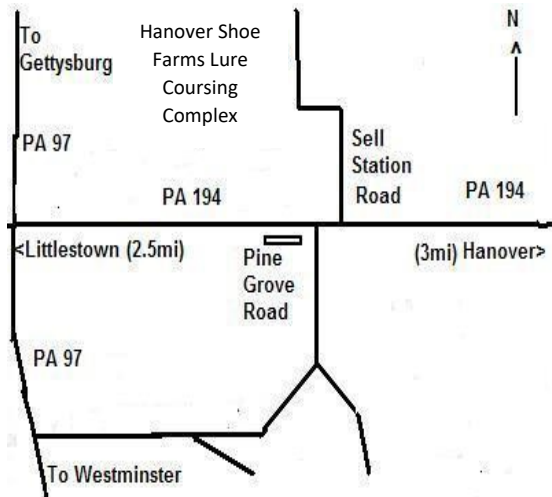 To
Gettysburg
Hanover Shoe
Farms Lure
Coursing
Complex
N
PA 97
Sell
Station
Road
PA 194
PA 194
<Littlestown (2.5mi)
Pine
Grove
Road
(3mi) Hanover>
PA 97
To Westminster